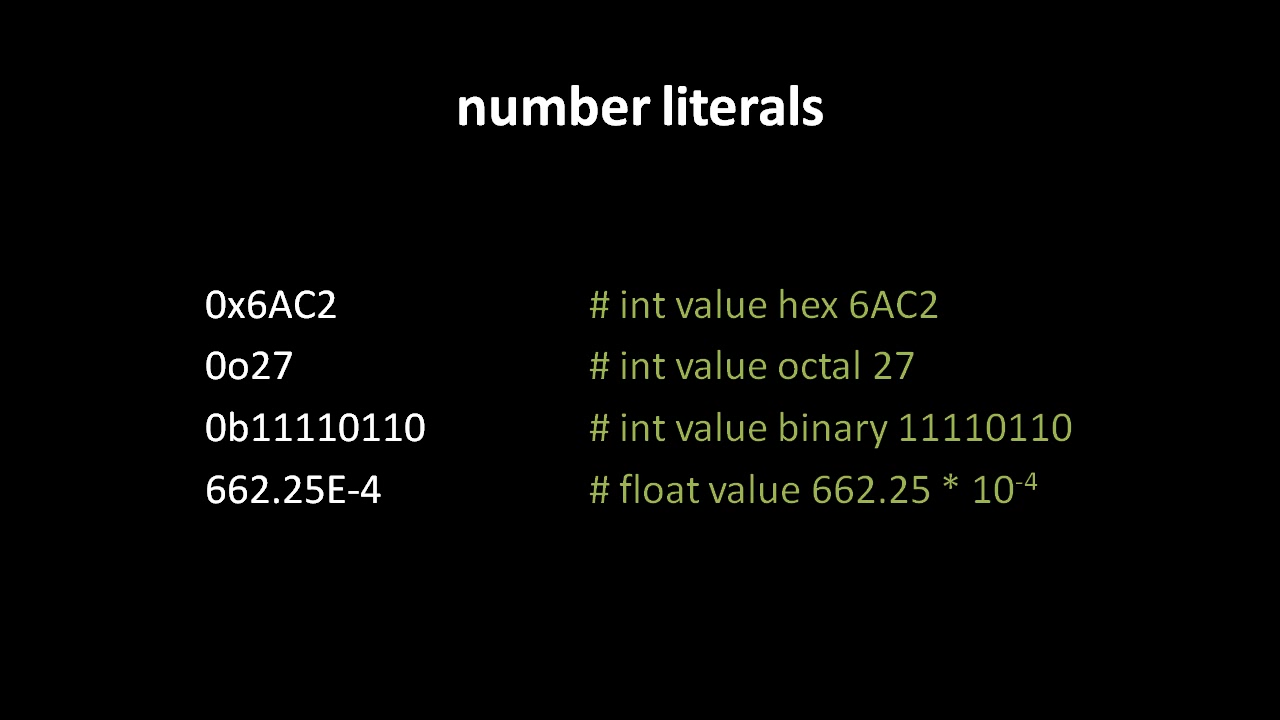 number literals
0x6AC2 # int value hex 6AC2
0o27 # int value octal 27
0b11110110 # int value binary 11110110
662.25E-4 # float value 662.25 * 10⁻⁴